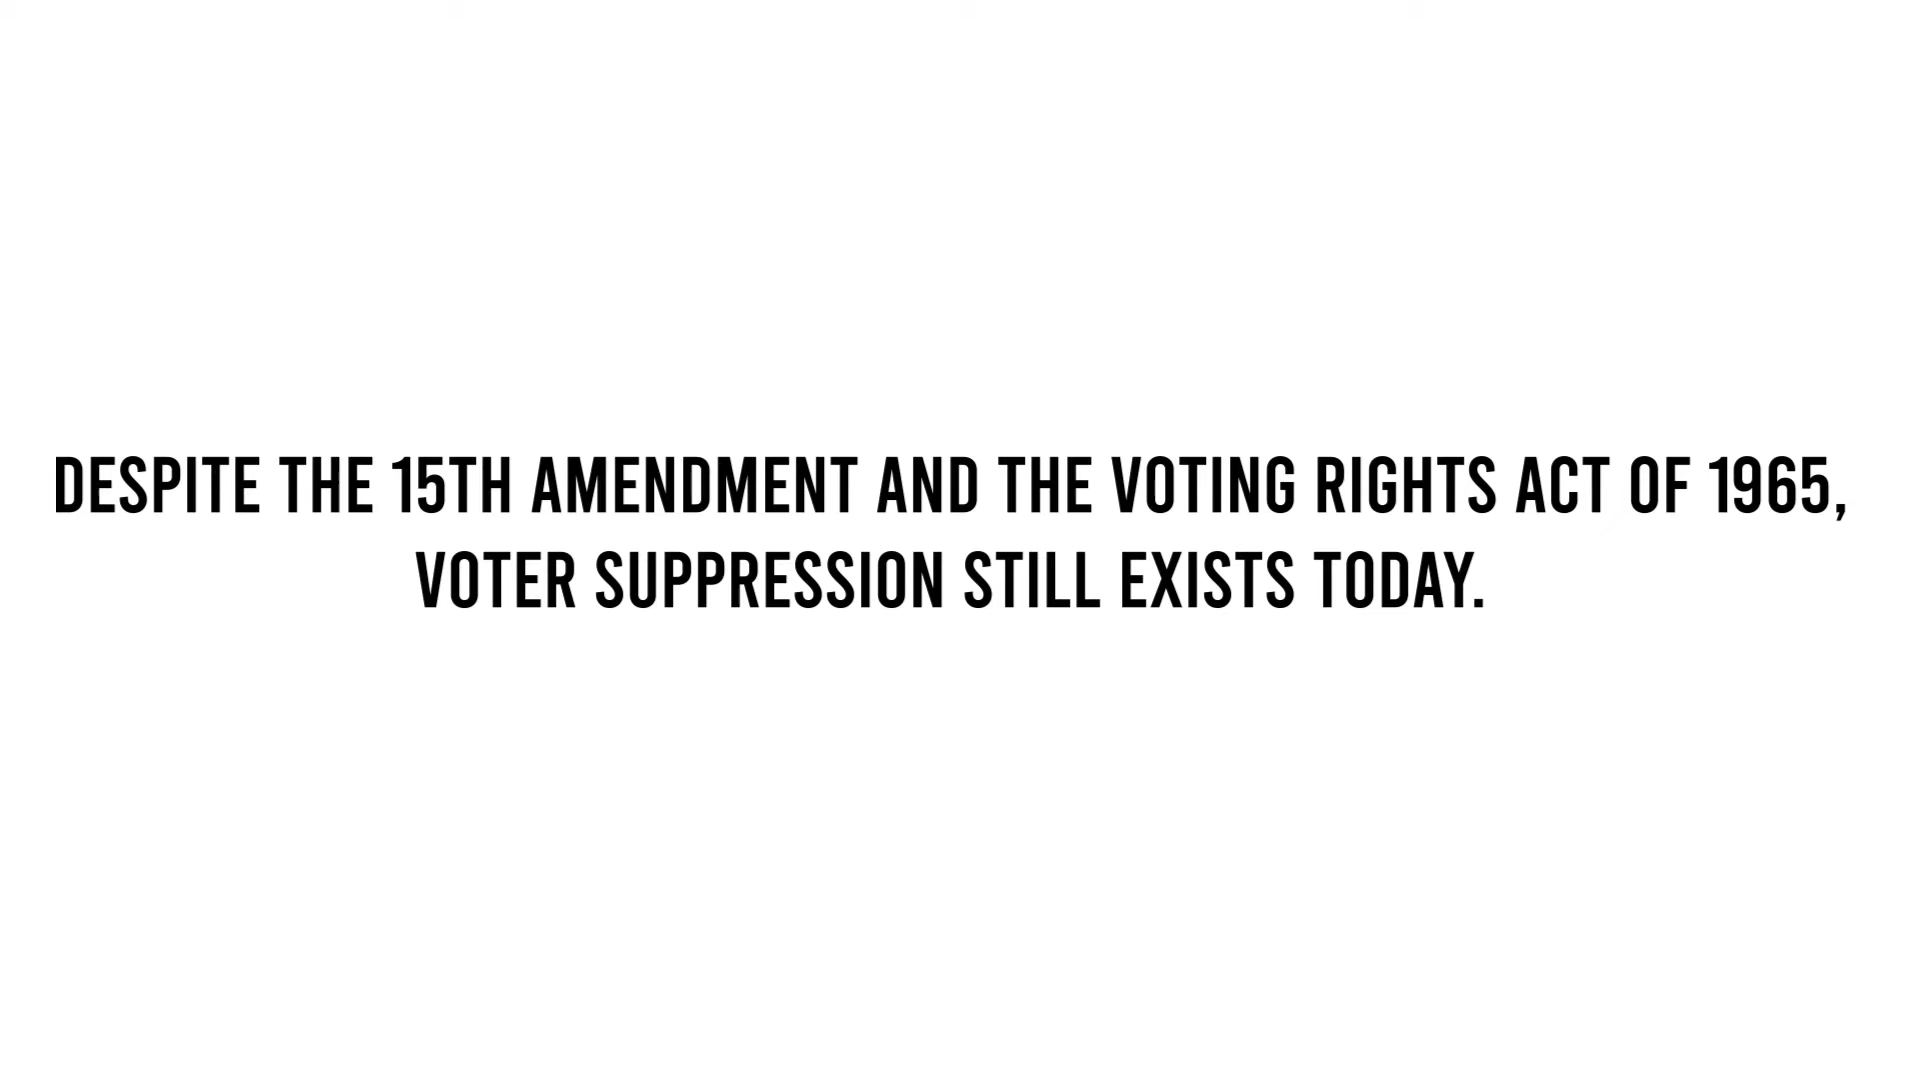 DESPITE THE 15TH AMENDMENT AND THE VOTING RIGHTS ACT OF 1965,
VOTER SUPPRESSION STILL EXISTS TODAY.